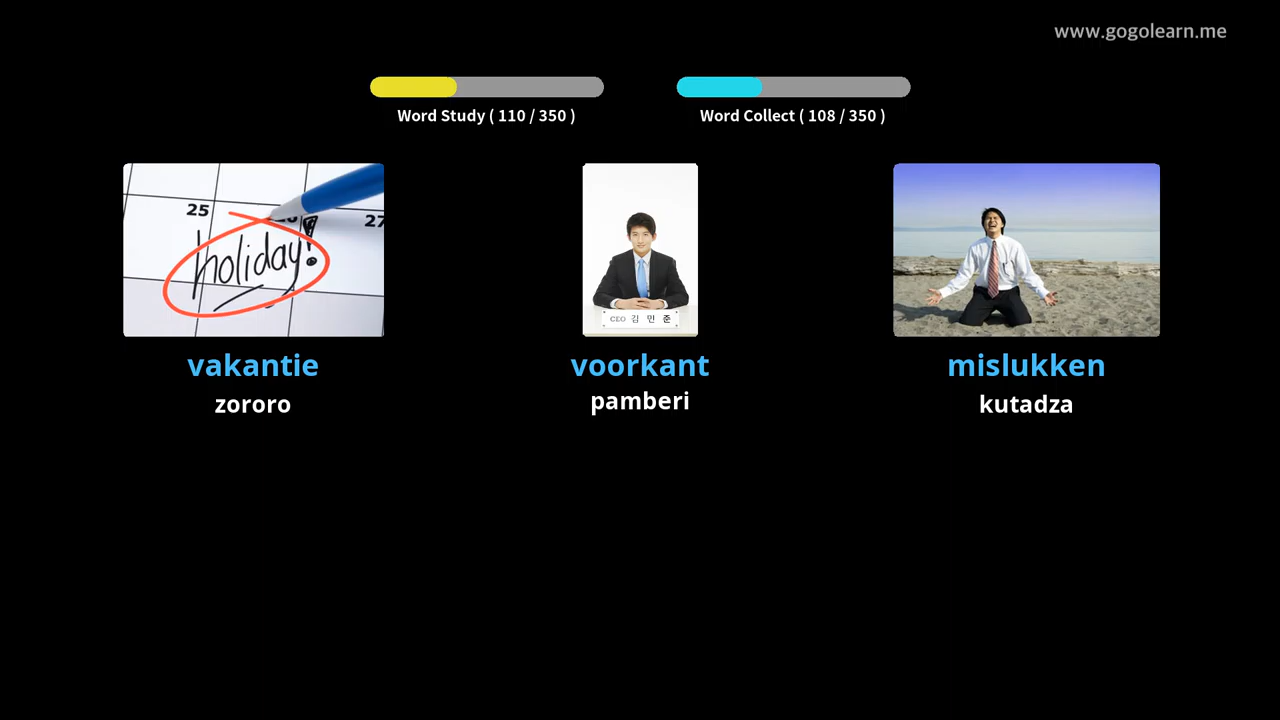 www.gogolearn.me
Word Study ( 110 / 350 )
Word Collect ( 108 / 350 )
25
27
holiday!
CEO 김 민 준
vakantie
voorkant
mislukken
zororo
pamberi
kutadza